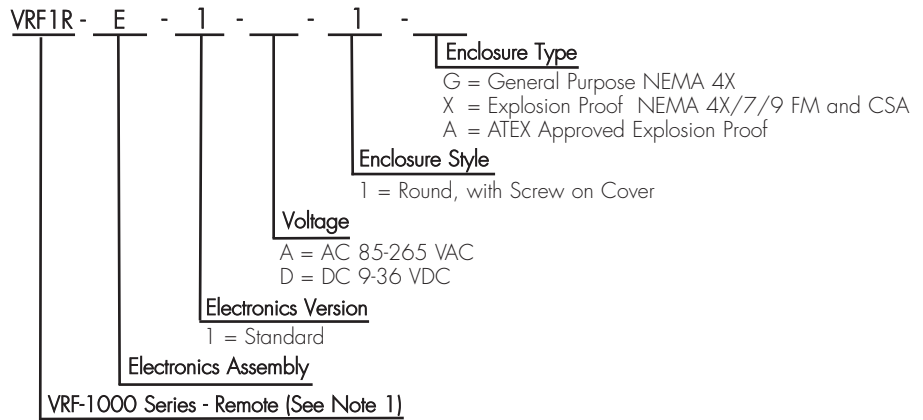 VRF1R - E - 1 - - 1 -
Enclosure Type
G = General Purpose NEMA 4X
X = Explosion Proof NEMA 4X/7/9 FM and CSA
A = ATEX Approved Explosion Proof
Enclosure Style
1 = Round, with Screw on Cover
Voltage
A = AC 85-265 VAC
D = DC 9-36 VDC
Electronics Version
1 = Standard
Electronics Assembly
VRF-1000 Series - Remote (See Note 1)